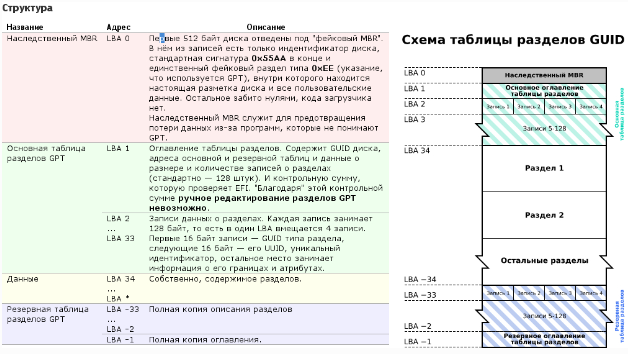 Структура
Название Адрес Описание
Наследственный MBR LBA 0 Первые 512 байт диска отведены под "фейковый MBR".
В нём из записей есть только индентификатор диска,
стандартная сигнатура 0x55AA в конце и
единственный фейковый раздел типа 0xEE (указание,
что используется GPT), внутри которого находится
настоящая разметка диска и все пользовательские
данные. Остальное забито нулями, кода загрузчика
нет.
Наследственный MBR служит для предотвращения
потери данных из-за программ, которые не понимают
GPT.
Основная таблица разделов GPT LBA 1 Оглавление таблицы разделов. Содержит GUID диска,
адреса основной и резервной таблиц и данные о
размере и количестве записей о разделах
(стандартно — 128 штук). И контрольную сумму,
которую проверяет EFI. "Благодаря" этой контрольной
сумме ручное редактирование разделов GPT
невозможно.
LBA 2 Записи данных о разделах. Каждая запись занимает
... 128 байт, то есть в один LBA вмещается 4 записи.
LBA 33 Первые 16 байт записи — GUID типа раздела,
следующие 16 байт — его UUID, уникальный
идентификатор, остальное место занимает
информация о его границах и атрибутах.
Данные LBA 34 Собственно, содержимое разделов.
...
LBA *
Резервная таблица LBA −33 Полная копия описания разделов
разделов GPT ...
LBA −2
LBA −1 Полная копия оглавления.
Схема таблицы разделов GUID
LBA 0 Наследственный MBR
LBA 1 Основное оглавление
таблицы разделов
LBA 2 Запись 1 Запись 2 Запись 3 Запись 4
LBA 3 Записи 5-128
LBA 34
Раздел 1
Раздел 2
Остальные разделы
LBA −34
LBA −33 Запись 1 Запись 2 Запись 3 Запись 4
Записи 5-128
LBA −2
LBA −1 Резервное оглавление
таблицы разделов
Основная
таблица разделов
Резервная
таблица разделов